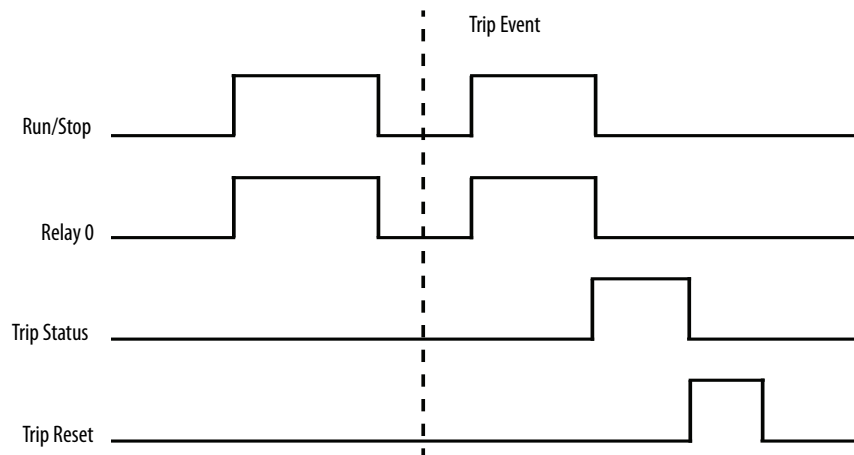 Trip Event
Run/Stop
Relay 0
Trip Status
Trip Reset